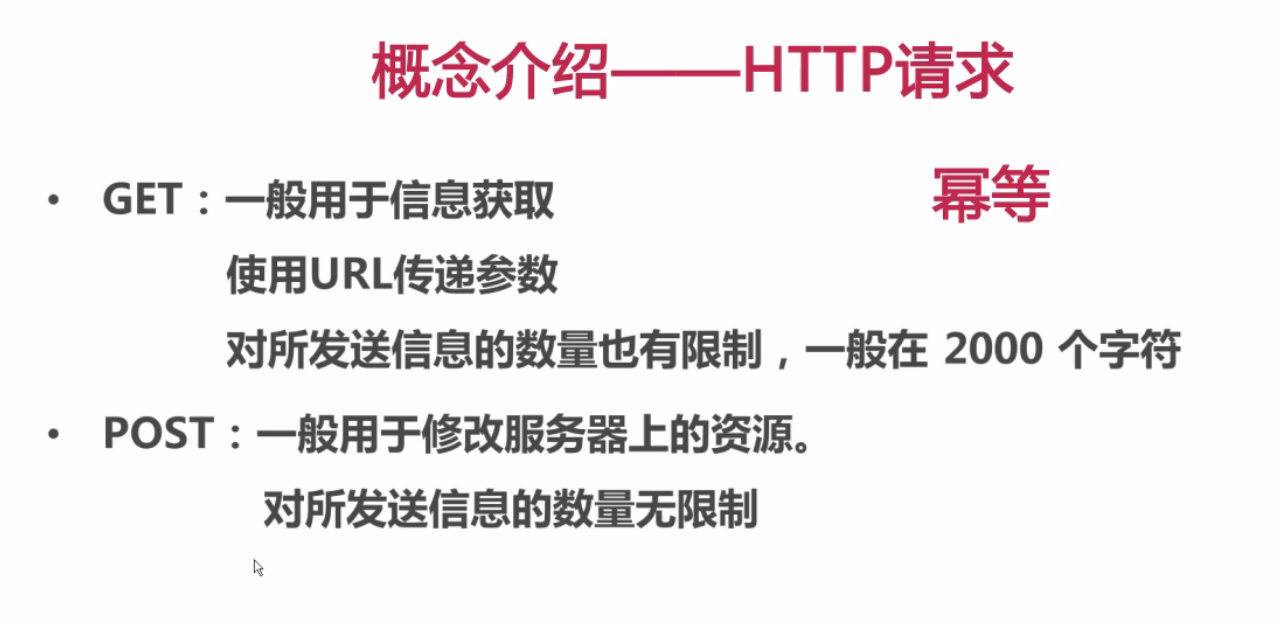 概念介绍——HTTP请求
幂等
• GET：一般用于信息获取
使用URL传递参数
对所发送信息的数量也有限制，一般在 2000 个字符
• POST：一般用于修改服务器上的资源。
对所发送信息的数量无限制